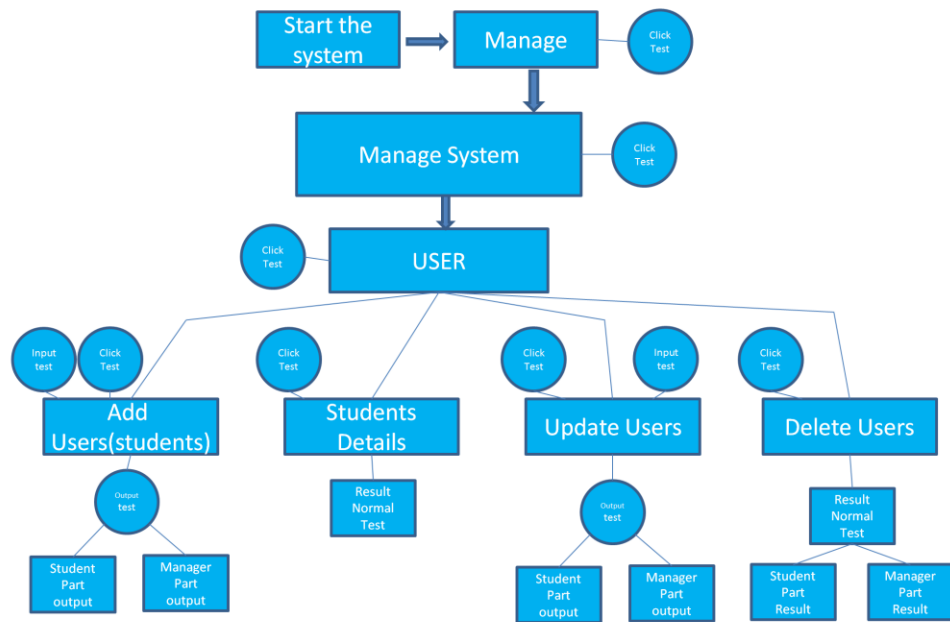 Start the
system
Manage
Click
Test
Manage System
Click
Test
Click
Test
USER
Input
test
Click
Test
Click
Test
Click
Test
Input
test
Click
Test
Add
Users(students)
Students
Details
Update Users
Delete Users
Output
test
Result
Normal
Test
Output
test
Result
Normal
Test
Student
Part
output
Manager
Part
output
Student
Part
output
Manager
Part
output
Student
Part
Result
Manager
Part
Result